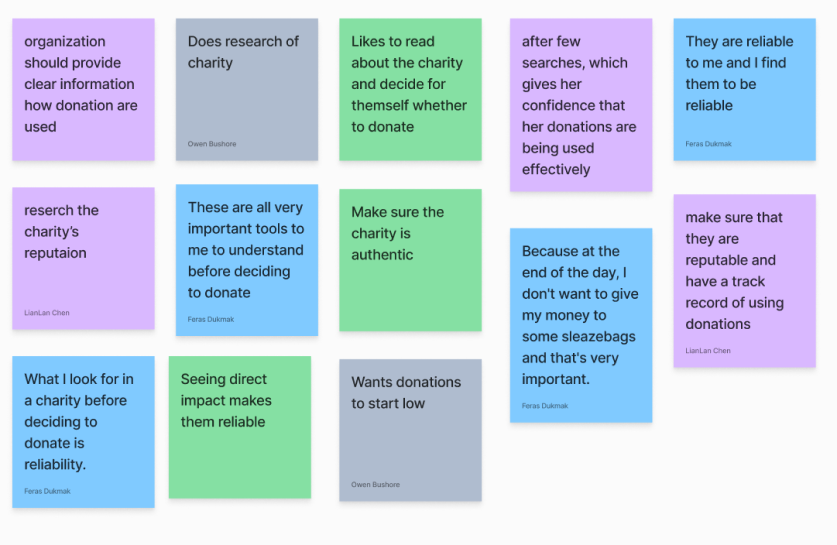 organization
should provide
clear information
how donation are
used
Does research of
charity
Owen Bushore
Likes to read
about the charity
and decide for
themself whether
to donate
after few
searches, which
gives her
confidence that
her donations are
being used
effectively
They are reliable
to me and I find
them to be
reliable
Feras Dukmak
reserch the
charity's
reputaion
LianLan Chen
These are all very
important tools to
me to understand
before deciding
to donate
Feras Dukmak
Make sure the
charity is
authentic
Because at the
end of the day, I
don't want to give
my money to
some sleazebags
and that's very
important.
Feras Dukmak
make sure that
they are
reputable and
have a track
record of using
donations
LianLan Chen
What I look for in
a charity before
deciding to
donate is
reliability.
Feras Dukmak
Seeing direct
impact makes
them reliable
Wants donations
to start low
Owen Bushore